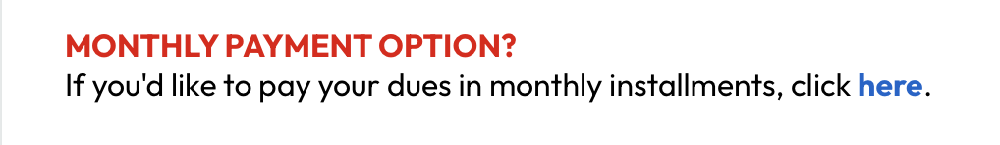 MONTHLY PAYMENT OPTION?
If you'd like to pay your dues in monthly installments, click here.